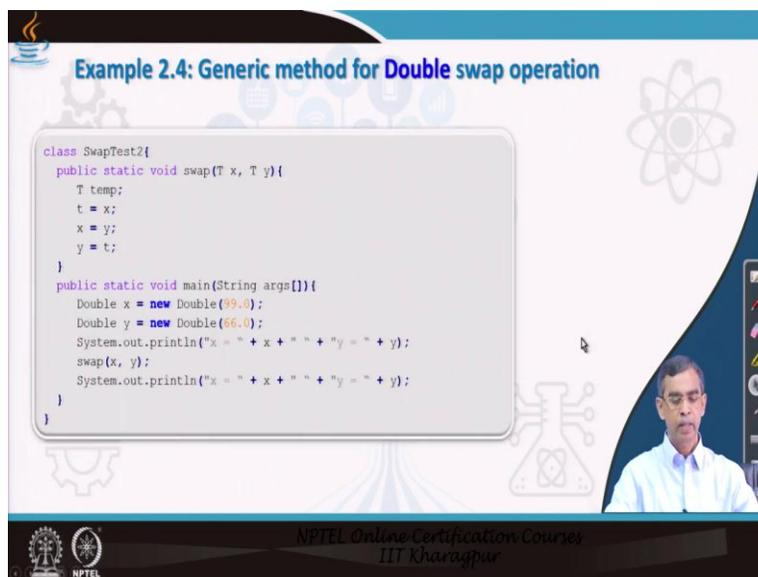 Example 2.4: Generic method for Double swap operation
class SwapTest2{
public static void swap(T x, T y){
T temp;
t = x;
x = y;
y = t;
}
public static void main(String args[]){
Double x = new Double(99.0);
Double y = new Double(66.0);
System.out.println("x = " + x + " " + "y = " + y);
swap(x, y);
System.out.println("x = " + x + " " + "y = " + y);
}
}
NPTEL Online Certification Courses
IIT Kharagpur
NPTEL